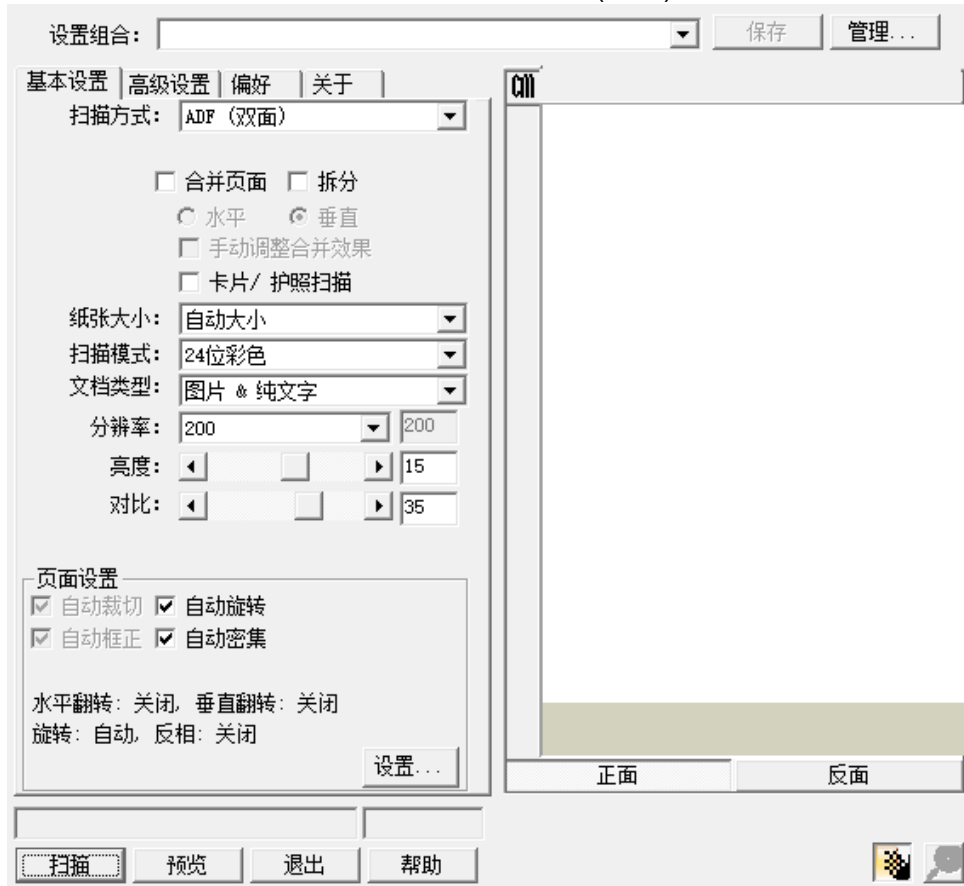 设置组合: 保存 管理...
基本设置 高级设置 偏好 关于
扫描方式: ADF (双面)
合并页面 拆分
水平 垂直
手动调整合并效果
卡片/ 护照扫描
纸张大小: 自动大小
扫描模式: 24位彩色
文档类型: 图片 & 纯文字
分辨率: 200 200
亮度: 15
对比: 35
页面设置
自动裁切 自动旋转
自动框正 自动密集
水平翻转: 关闭, 垂直翻转: 关闭
旋转: 自动, 反相: 关闭
设置...
正面 反面
扫描 预览 退出 帮助